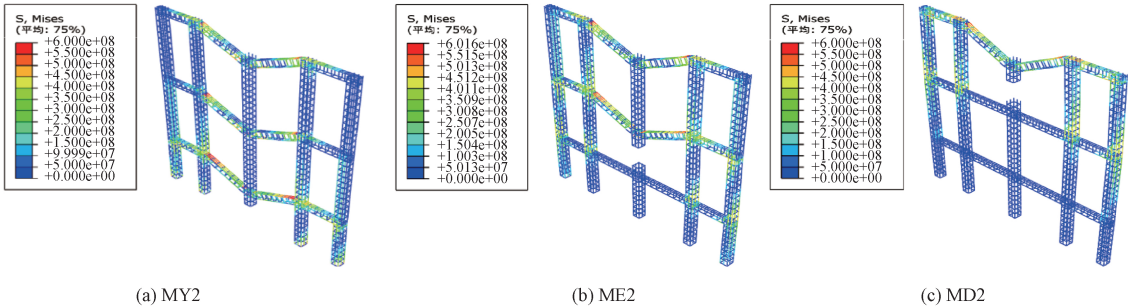 S, Mises
(平均: 75%)
+6.000e+08
+5.500e+08
+5.000e+08
+4.500e+08
+4.000e+08
+3.500e+08
+3.000e+08
+2.500e+08
+2.000e+08
+1.500e+08
+9.999e+07
+5.000e+07
+0.000e+00
(a) MY2
S, Mises
(平均: 75%)
+6.016e+08
+5.515e+08
+5.013e+08
+4.512e+08
+4.011e+08
+3.509e+08
+3.008e+08
+2.507e+08
+2.005e+08
+1.504e+08
+1.003e+08
+5.013e+07
+0.000e+00
(b) ME2
S, Mises
(平均: 75%)
+6.000e+08
+5.500e+08
+5.000e+08
+4.500e+08
+4.000e+08
+3.500e+08
+3.000e+08
+2.500e+08
+2.000e+08
+1.500e+08
+1.000e+08
+5.000e+07
+0.000e+00
(c) MD2